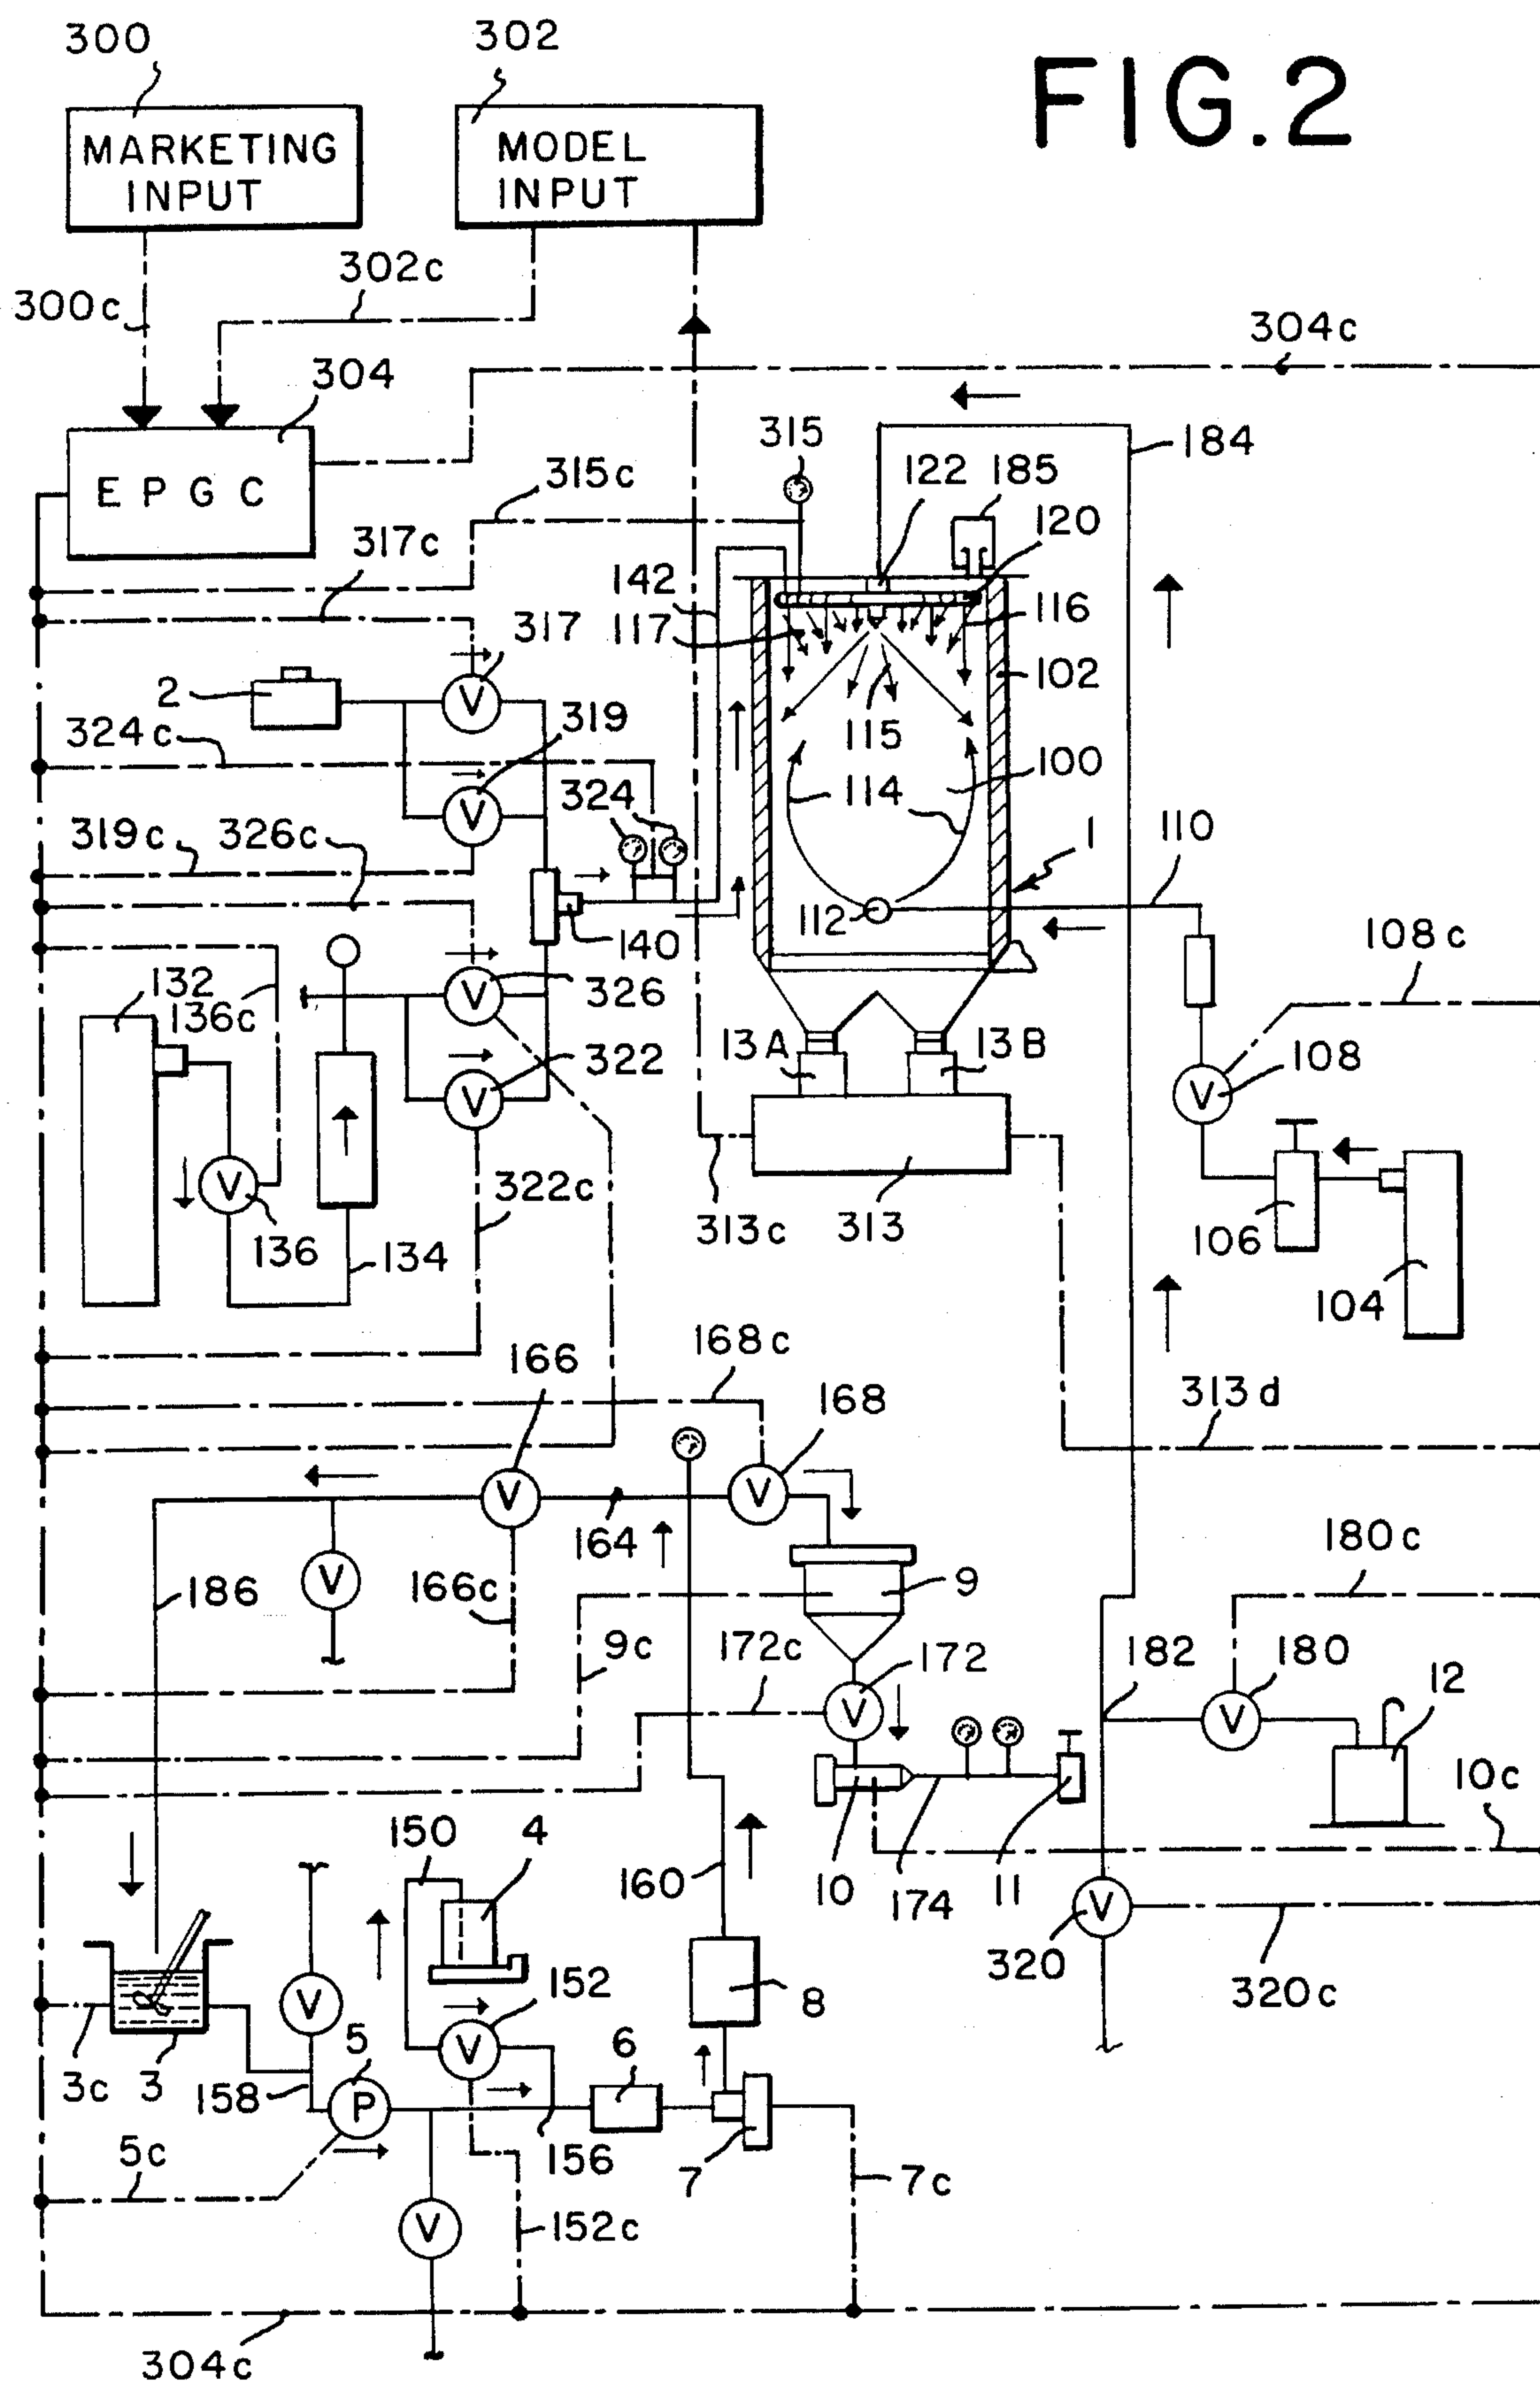 FIG.2
300
302
MARKETING
INPUT
MODEL
INPUT
302c
300c
304c
304
315
184
122
185
E P G C
315c
120
317c
142
116
317
117
2
102
319
324c
115
100
324
114
319c
326c
110
1
112
140
108c
132
326
136c
13A
13B
108
322
V
V
V
V
V
V
322c
136
134
313c
313
106
104
168c
166
168
313d
V
V
164
180c
V
186
166c
9
9c
172c
172
182
180
12
V
V
10c
150
4
160
10
174
11
V
320
320c
152
8
V
V
5
6
3c
3
158
P
156
5c
7
7c
V
152c
304c